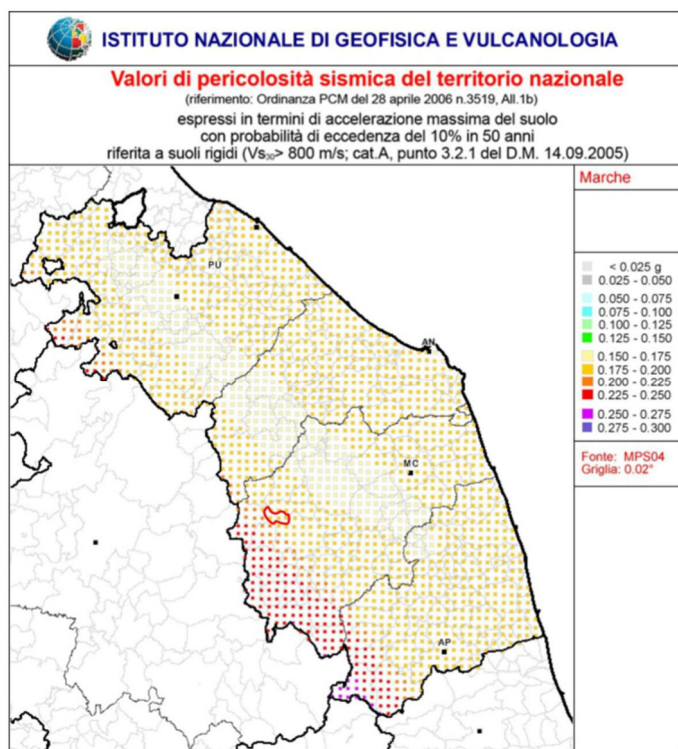 ISTITUTO NAZIONALE DI GEOFISICA E VULCANOLOGIA
Valori di pericolosità sismica del territorio nazionale
(riferimento: Ordinanza PCM del 28 aprile 2006 n.3519, All.1b)
espressi in termini di accelerazione massima del suolo
con probabilità di eccedenza del 10% in 50 anni
riferita a suoli rigidi (Vs₃₀> 800 m/s; cat.A, punto 3.2.1 del D.M. 14.09.2005)
Marche
PU
AN
MC
AP
< 0.025 g
0.025 - 0.050
0.050 - 0.075
0.075 - 0.100
0.100 - 0.125
0.125 - 0.150
0.150 - 0.175
0.175 - 0.200
0.200 - 0.225
0.225 - 0.250
0.250 - 0.275
0.275 - 0.300
Fonte: MPS04
Griglia: 0.02°